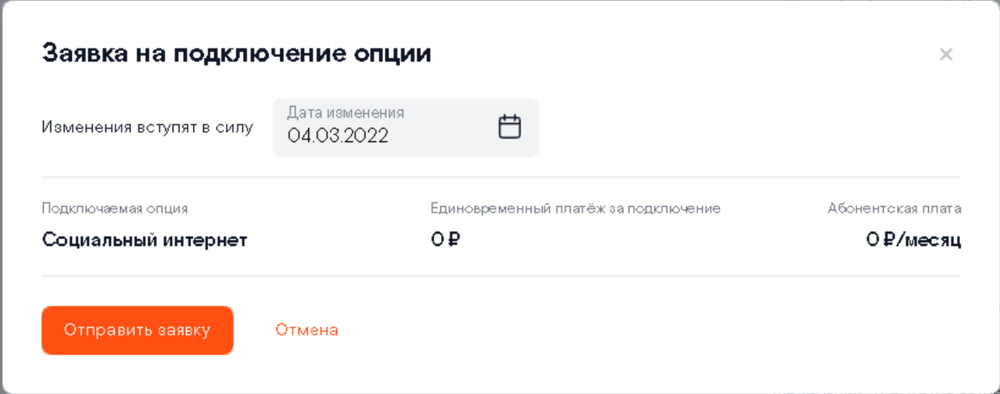 Заявка на подключение опции
Изменения вступят в силу
Дата изменения
04.03.2022
Подключаемая опция
Единовременный платёж за подключение
Абонентская плата
Социальный интернет
0 ₽
0 ₽/месяц
Отправить заявку
Отмена